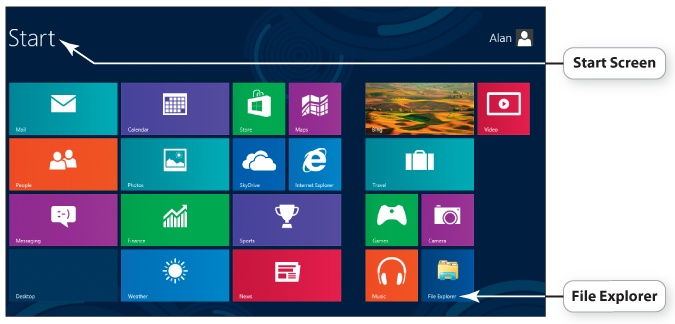 Start
Alan
Start Screen
Mail
Calendar
Store
Maps
Bing
Video
People
Photos
SkyDrive
Internet Explorer
Travel
Messaging
Finance
Sports
Games
Camera
Desktop
Weather
News
Music
File Explorer
File Explorer